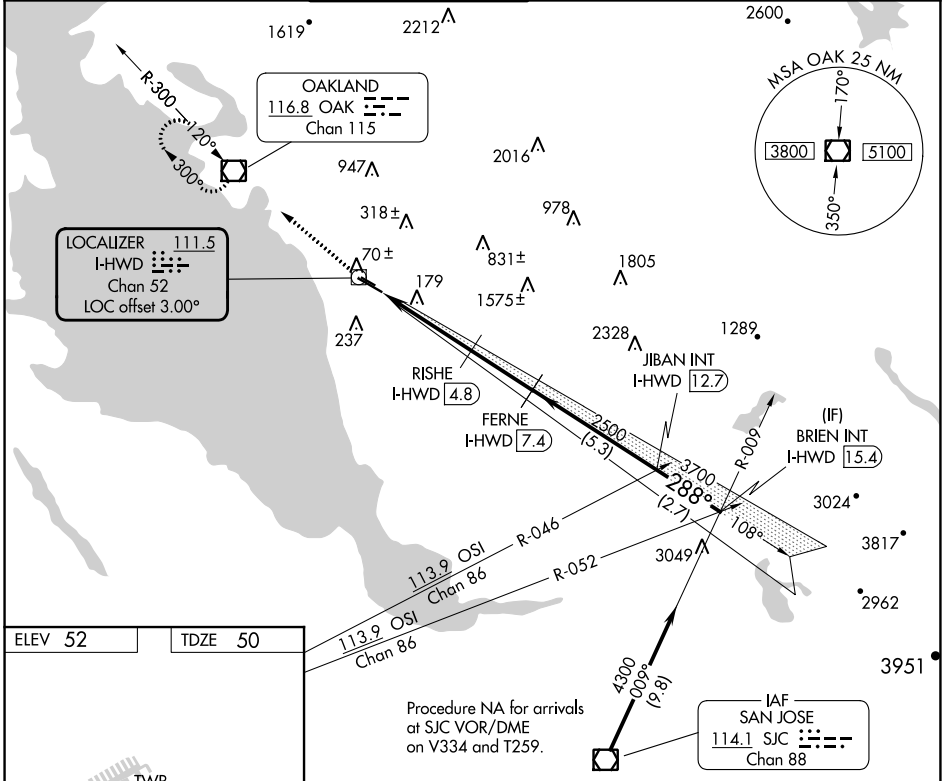 1619
2212
2600
MSA OAK 25 NM
170°
3800
5100
350°
R-300
120°
300°
OAKLAND
116.8 OAK
Chan 115
947
2016
318±
978
LOCALIZER 111.5
I-HWD
Chan 52
LOC offset 3.00°
70±
831±
179
1575±
1805
237
2328
1289
RISHE
I-HWD 4.8
FERNE
I-HWD 7.4
JIBAN INT
I-HWD 12.7
2500
(5.3)
3700
288°
(2.7)
108°
R-009
(IF)
BRIEN INT
I-HWD 15.4
3024
3817
3049
2962
3951
R-046
113.9 OSI
Chan 86
R-052
113.9 OSI
Chan 86
ELEV 52
TDZE 50
TWR
4300
009°
(9.8)
Procedure NA for arrivals
at SJC VOR/DME
on V334 and T259.
IAF
SAN JOSE
114.1 SJC
Chan 88